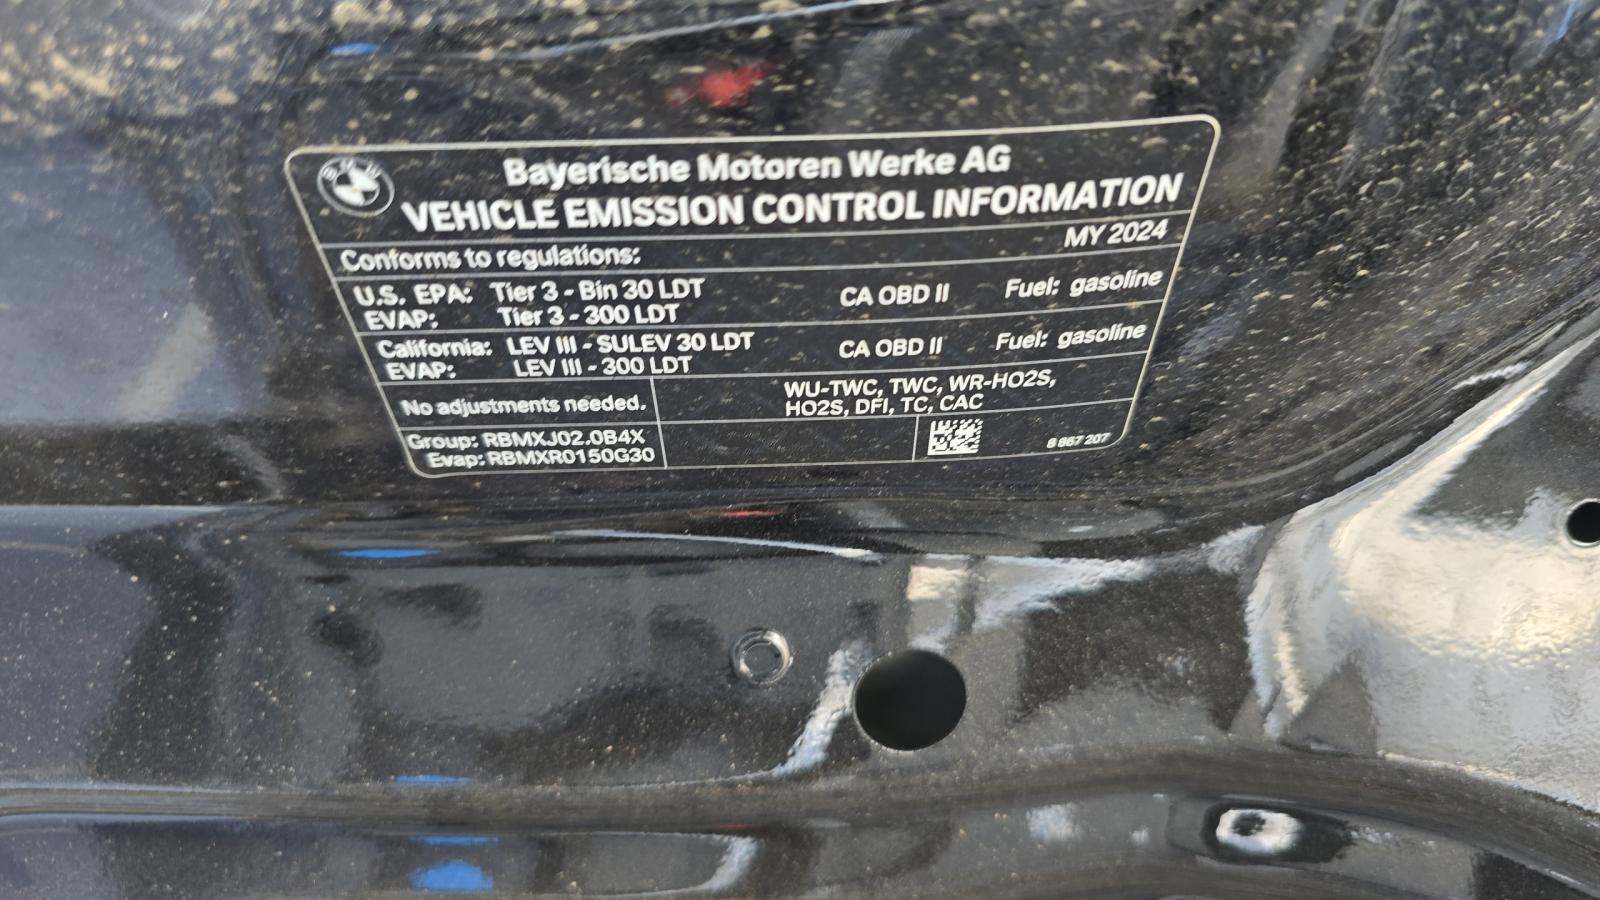 BMW
Bayerische Motoren Werke AG
VEHICLE EMISSION CONTROL INFORMATION
Conforms to regulations: MY 2024
U.S. EPA: Tier 3 - Bin 30 LDT CA OBD II Fuel: gasoline
EVAP: Tier 3 - 300 LDT
California: LEV III - SULEV 30 LDT CA OBD II Fuel: gasoline
EVAP: LEV III - 300 LDT
No adjustments needed. WU-TWC, TWC, WR-HO2S,
HO2S, DFI, TC, CAC
Group: RBMXJ02.0B4X
Evap: RBMXR0150G30
8 867 207